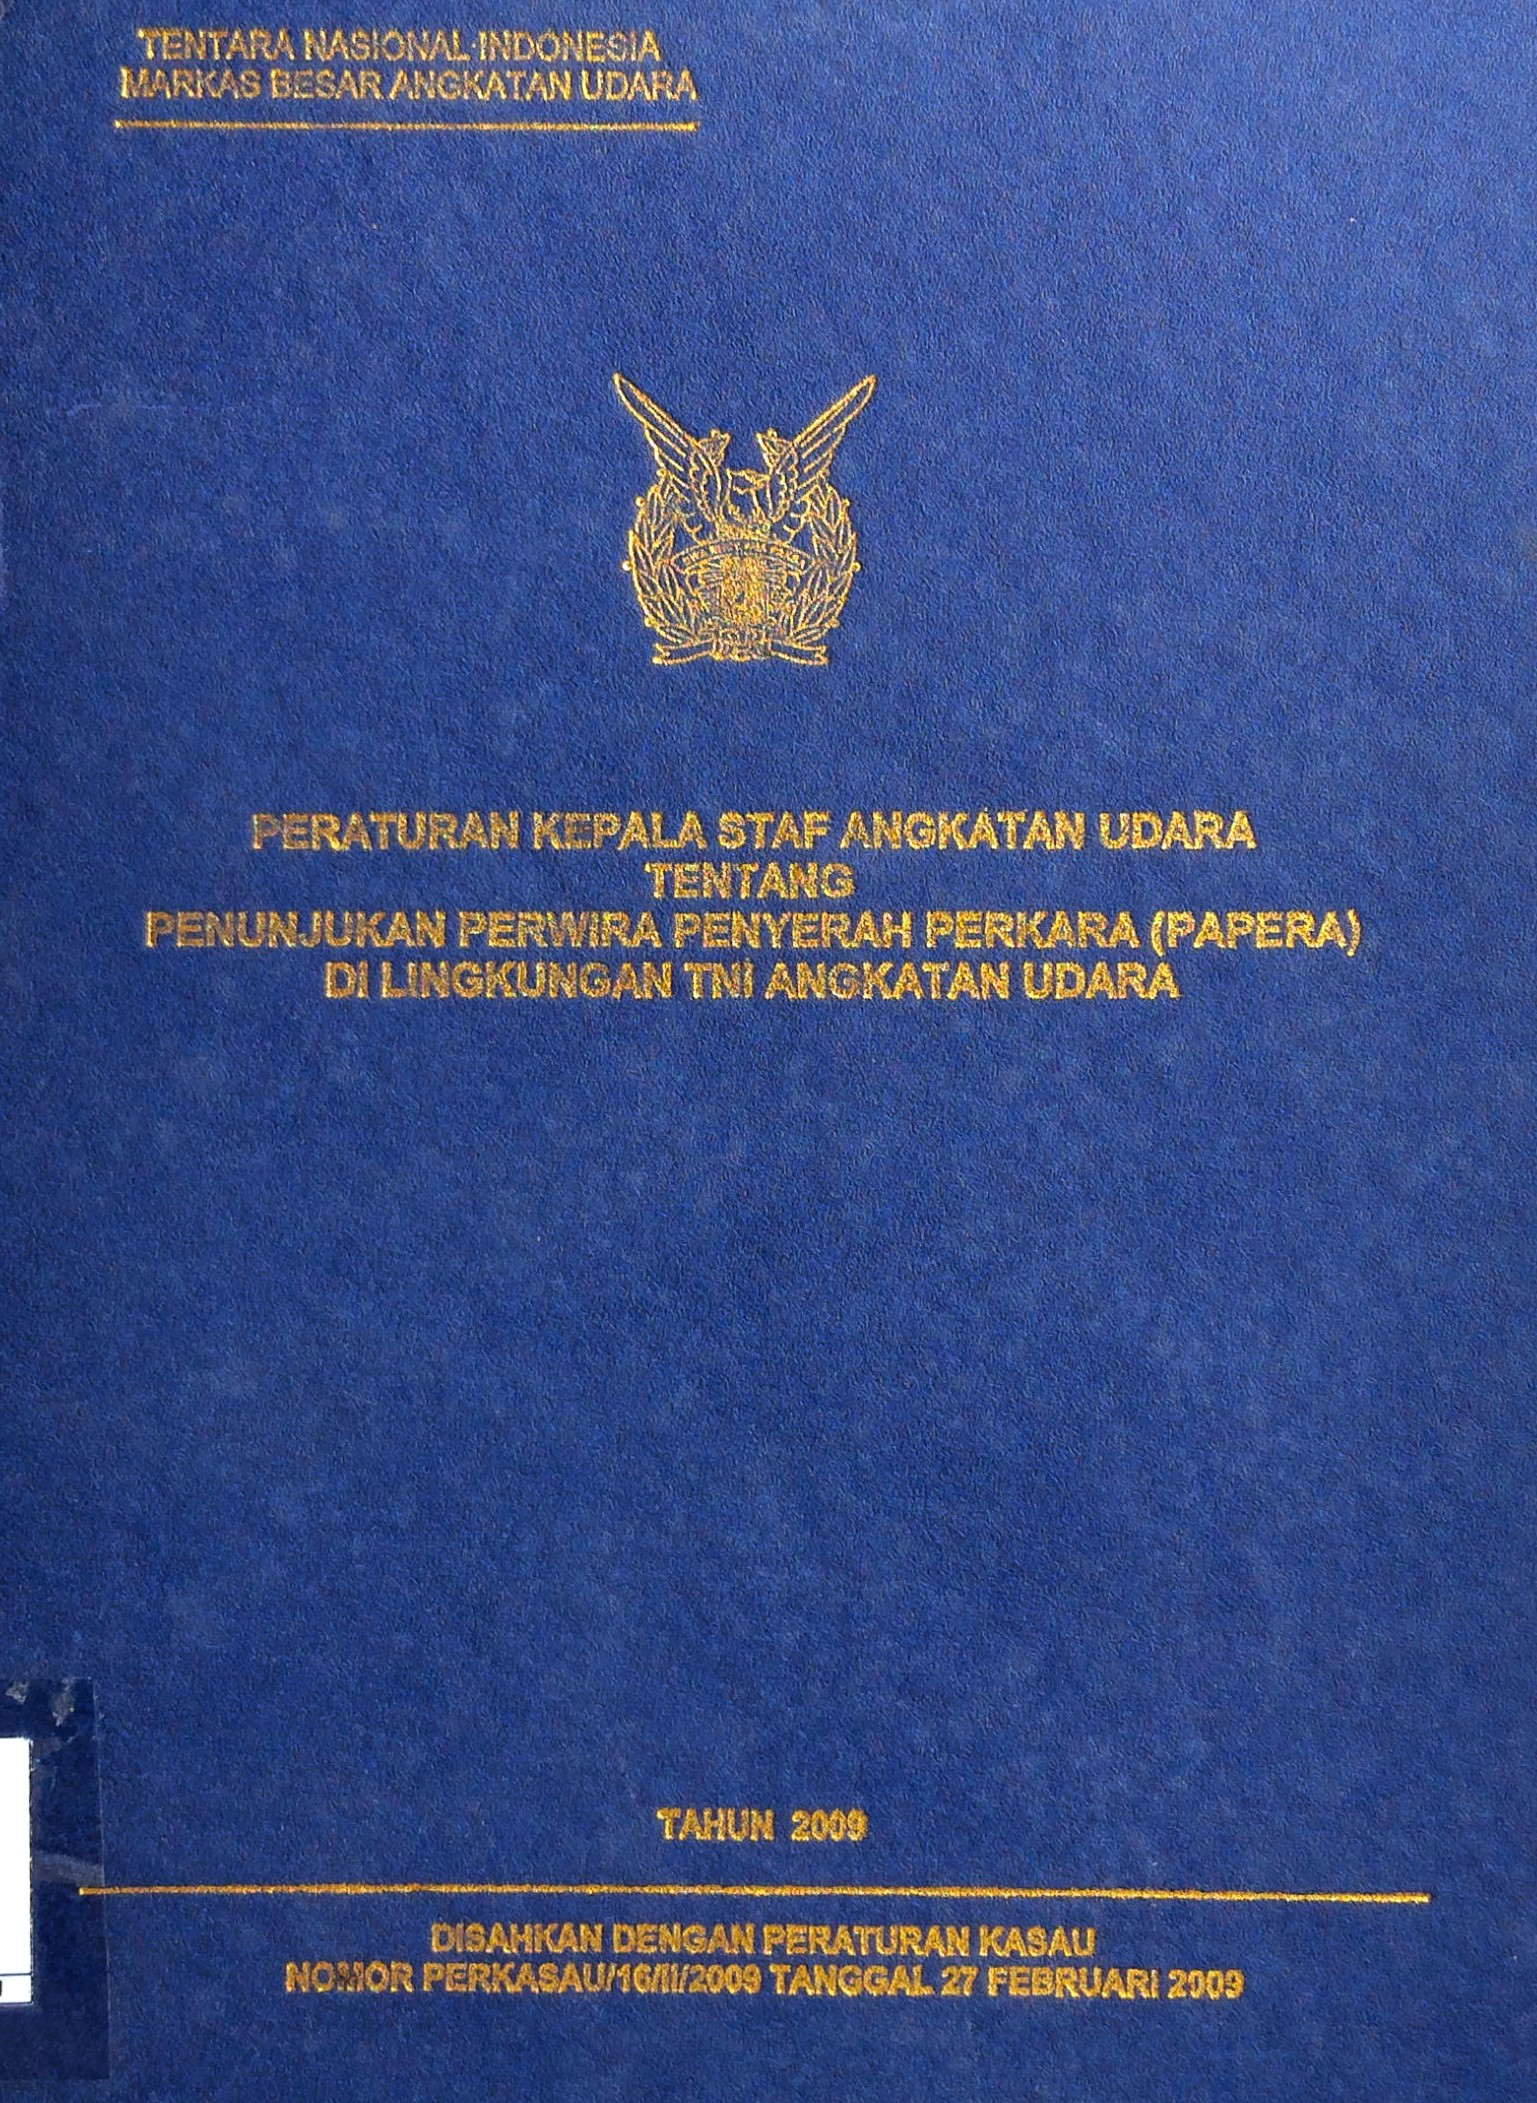 TENTARA NASIONAL INDONESIA
MARKAS BESAR ANGKATAN UDARA
PERATURAN KEPALA STAF ANGKATAN UDARA
TENTANG
PENUNJUKAN PERWIRA PENYERAH PERKARA (PAPERA)
DI LINGKUNGAN TNI ANGKATAN UDARA
TAHUN 2009
DISAHKAN DENGAN PERATURAN KASAU
NOMOR PERKASAU/16/II/2009 TANGGAL 27 FEBRUARI 2009